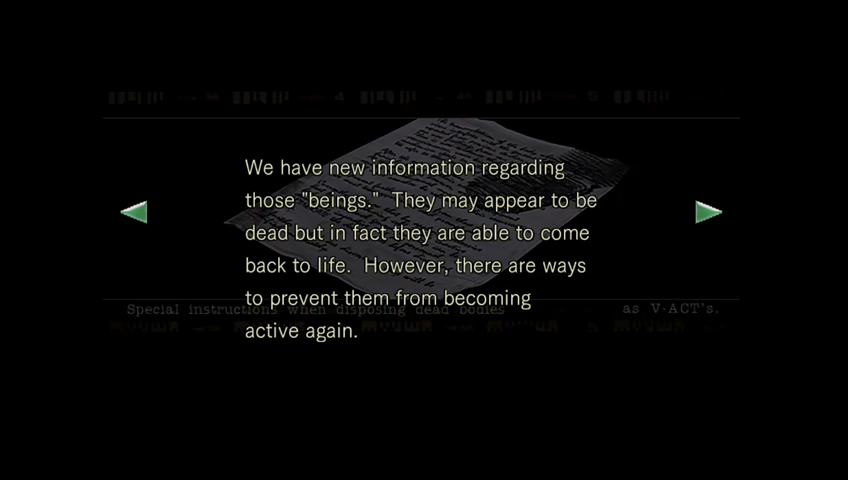 We have new information regarding
those "beings." They may appear to be
dead but in fact they are able to come
back to life. However, there are ways
to prevent them from becoming
active again.
Special instructions when disposing dead bodies as V-ACT's.